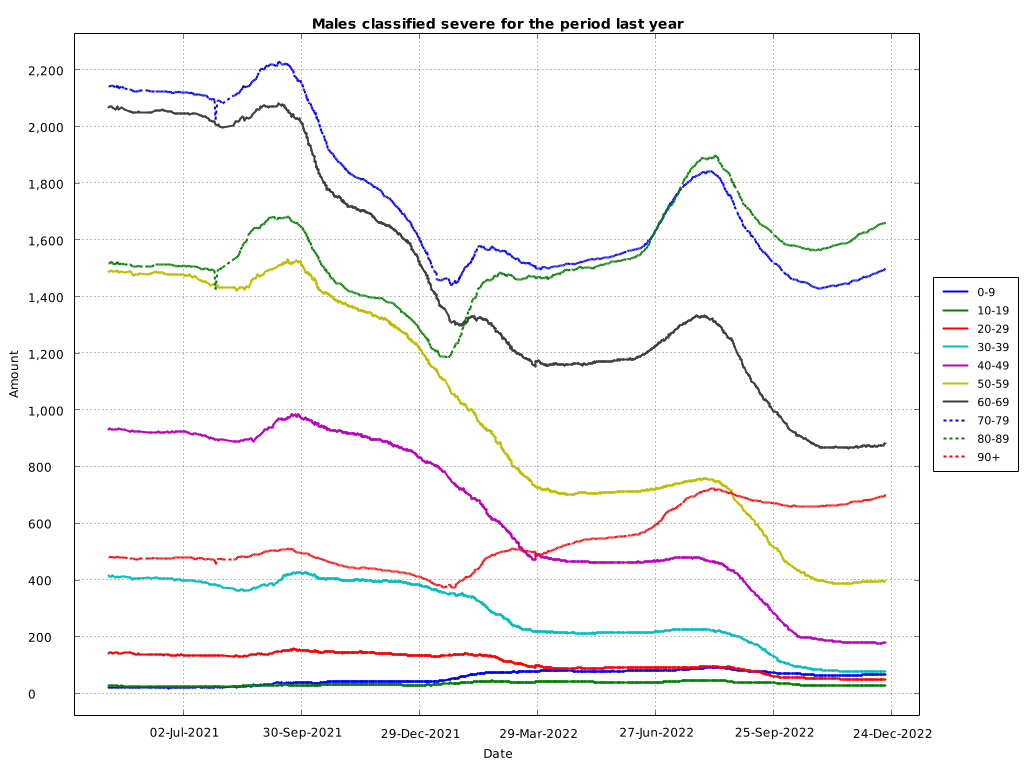 Males classified severe for the period last year
2,200
2,000
1,800
1,600
1,400
1,200
1,000
800
600
400
200
0
Amount
02-Jul-2021
30-Sep-2021
29-Dec-2021
29-Mar-2022
27-Jun-2022
25-Sep-2022
24-Dec-2022
Date
0-9
10-19
20-29
30-39
40-49
50-59
60-69
70-79
80-89
90+